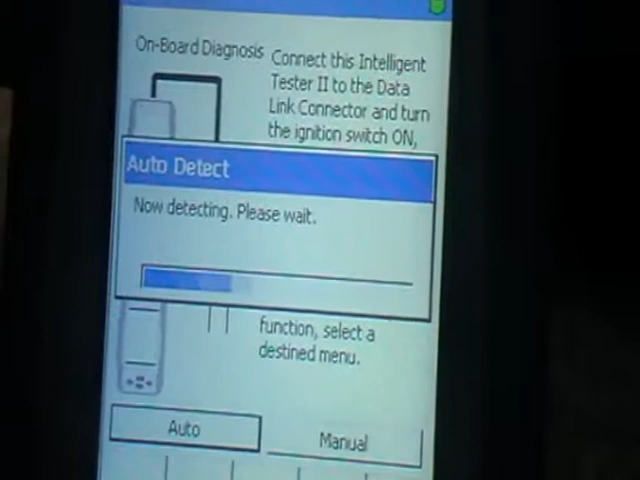 On-Board Diagnosis
Connect this Intelligent
Tester II to the Data
Link Connector and turn
the ignition switch ON,
Auto Detect
Now detecting. Please wait.
function, select a
destined menu.
Auto
Manual